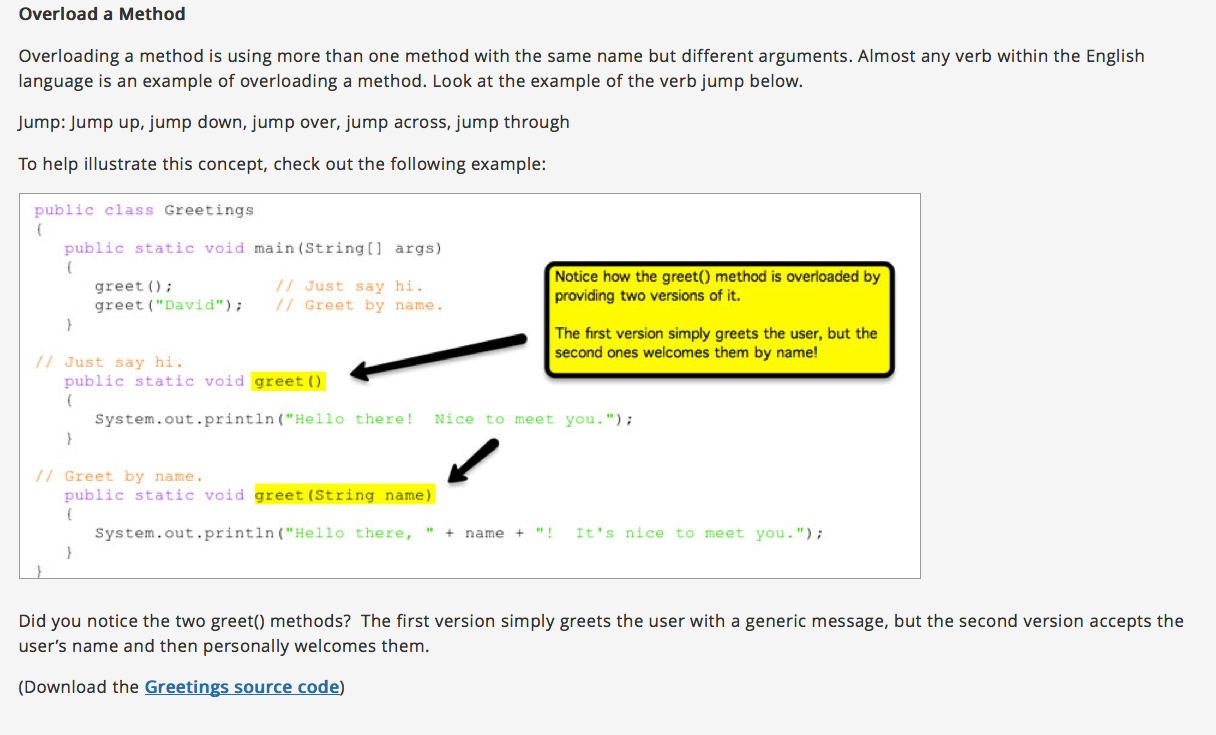 Overload a Method
Overloading a method is using more than one method with the same name but different arguments. Almost any verb within the English
language is an example of overloading a method. Look at the example of the verb jump below.
Jump: Jump up, jump down, jump over, jump across, jump through
To help illustrate this concept, check out the following example:
public class Greetings
{
public static void main(String[] args)
{
greet();          // Just say hi.
greet("David");   // Greet by name.
}
Notice how the greet() method is overloaded by
providing two versions of it.
The first version simply greets the user, but the
second ones welcomes them by name!
// Just say hi.
public static void greet()
{
System.out.println("Hello there!  Nice to meet you.");
}
// Greet by name.
public static void greet(String name)
{
System.out.println("Hello there, " + name + "!  It's nice to meet you.");
}
}
Did you notice the two greet() methods?  The first version simply greets the user with a generic message, but the second version accepts the
user’s name and then personally welcomes them.
(Download the Greetings source code)